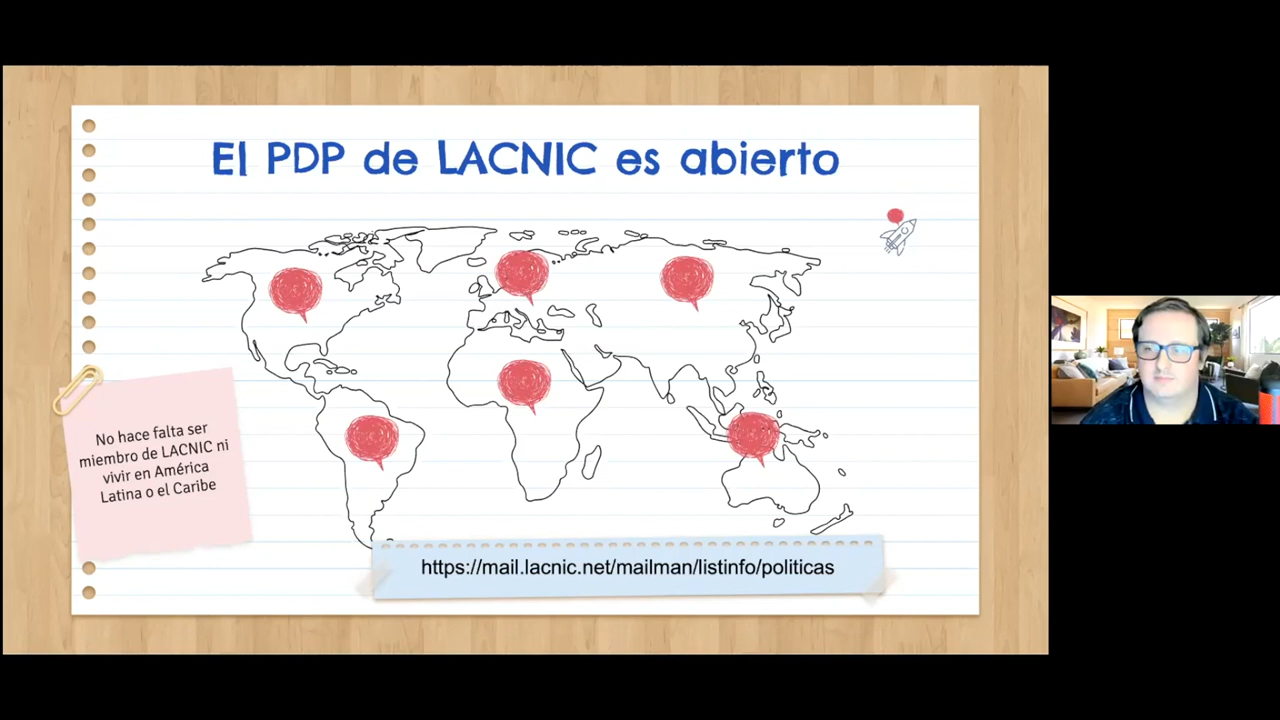 El PDP de LACNIC es abierto
No hace falta ser
miembro de LACNIC ni
vivir en América
Latina o el Caribe
https://mail.lacnic.net/mailman/listinfo/politicas